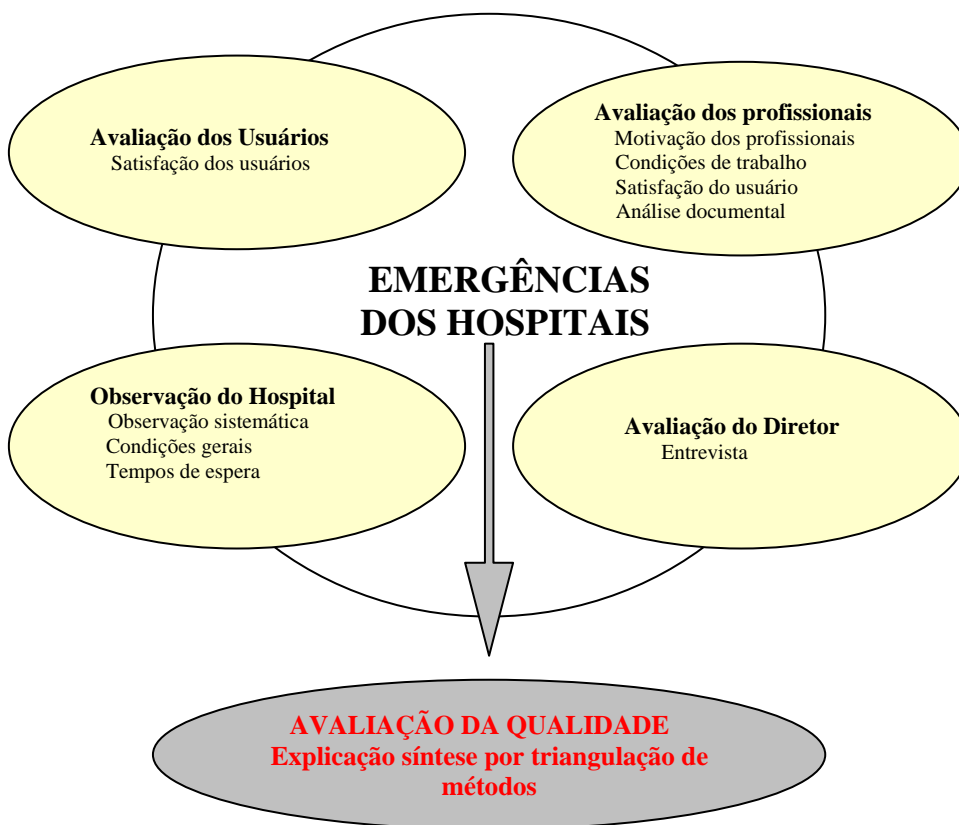 Avaliação dos Usuários
Satisfação dos usuários
Avaliação dos profissionais
Motivação dos profissionais
Condições de trabalho
Satisfação do usuário
Análise documental
EMERGÊNCIAS
DOS HOSPITAIS
Observação do Hospital
Observação sistemática
Condições gerais
Tempos de espera
Avaliação do Diretor
Entrevista
AVALIAÇÃO DA QUALIDADE
Explicação síntese por triangulação de
métodos